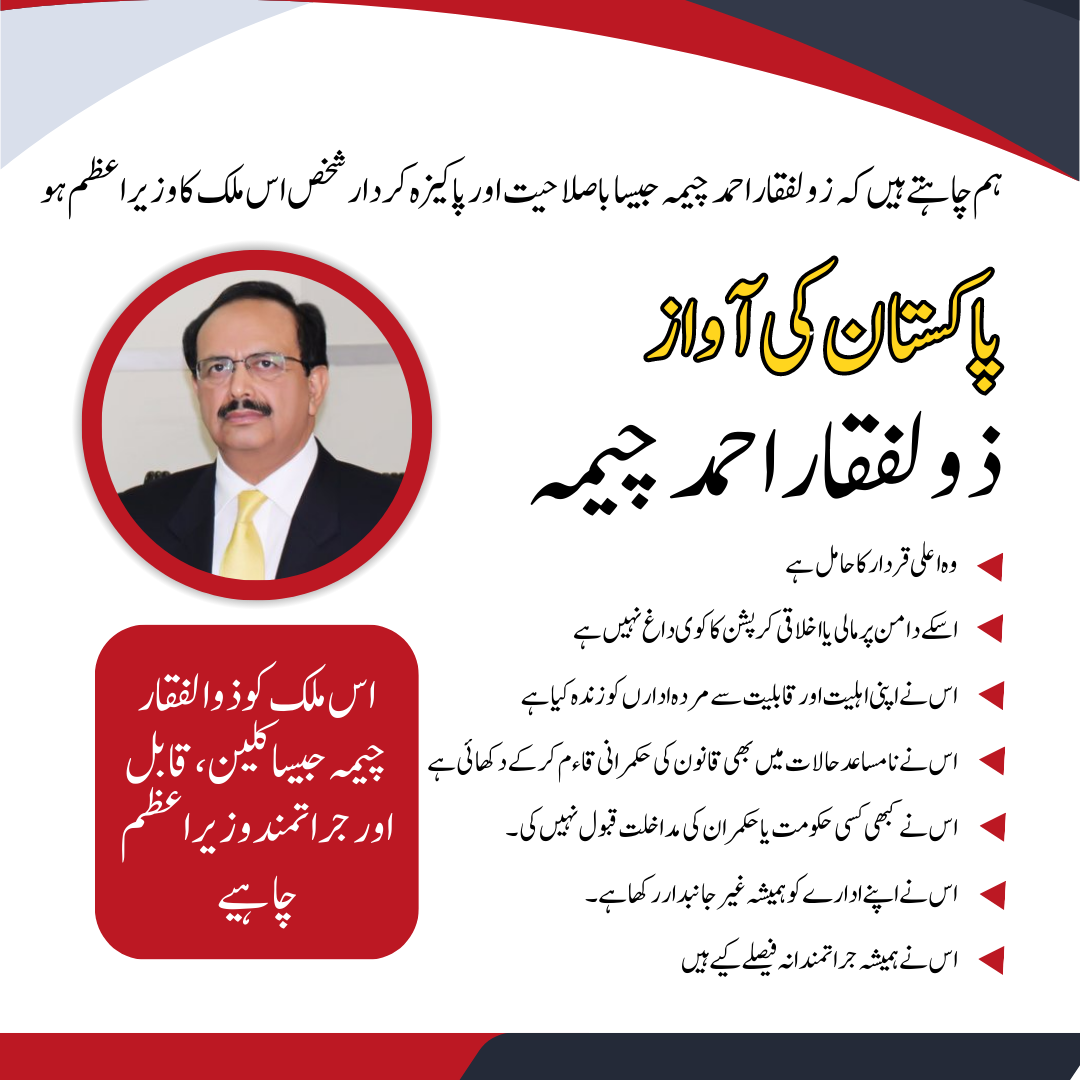 ہم چاہتے ہیں کہ زولفقار احمد چیمہ جیسا باصلاحیت اور پاکیزہ کردار شخص اس ملک کا وزیراعظم ہو
پاکستان کی آواز
ذولفقار احمد چیمہ
وہ اعلی قردار کا حامل ہے
اسکے دامن پر مالی یا اخلاقی کرپشن کا کوی داغ نہیں ہے
اس نے اپنی اہلیت اور قابلیت سے مردہ اداروں کو زندہ کیا ہے
اس نے نامساعد حالات میں بھی قانون کی حکمرانی قاءم کر کے دکھائی ہے
اس نے کبھی کسی حکومت یا حکمران کی مداخلت قبول نہیں کی۔
اس نے اپنے ادارے کو ہمیشہ غیر جانبدار رکھا ہے۔
اس نے ہمیشہ جراتمندانہ فیصلے کیے ہیں
اس ملک کو ذوالفقار
چیمہ جیسا کلین، قابل
اور جراتمند وزیراعظم
چاہیے